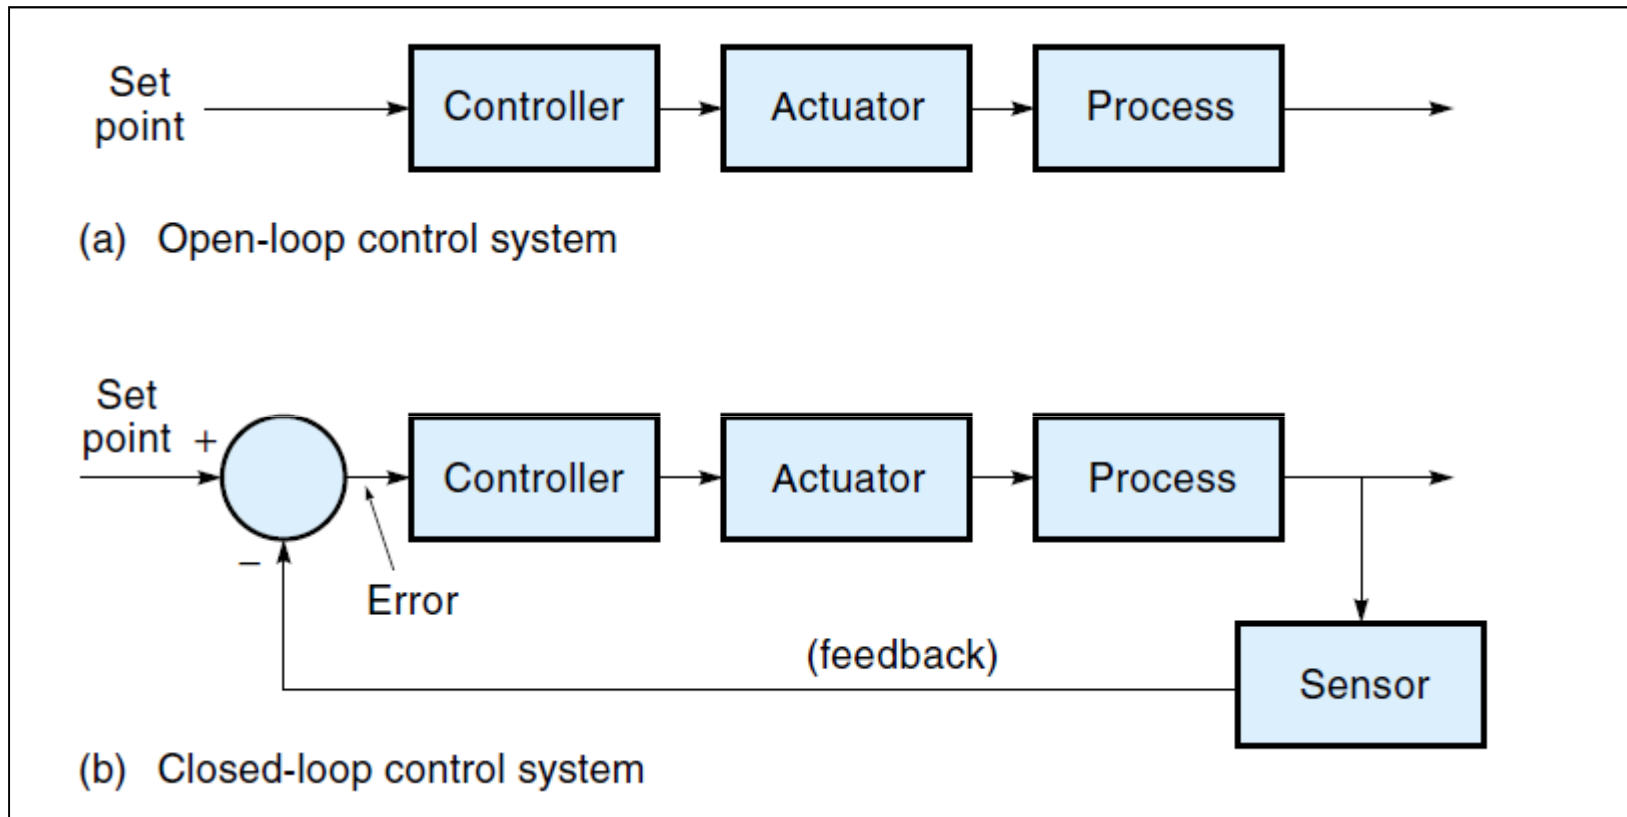 Set
point
Controller
Actuator
Process
(a) Open-loop control system
Set
point +
Controller
Actuator
Process
−
Error
(feedback)
Sensor
(b) Closed-loop control system